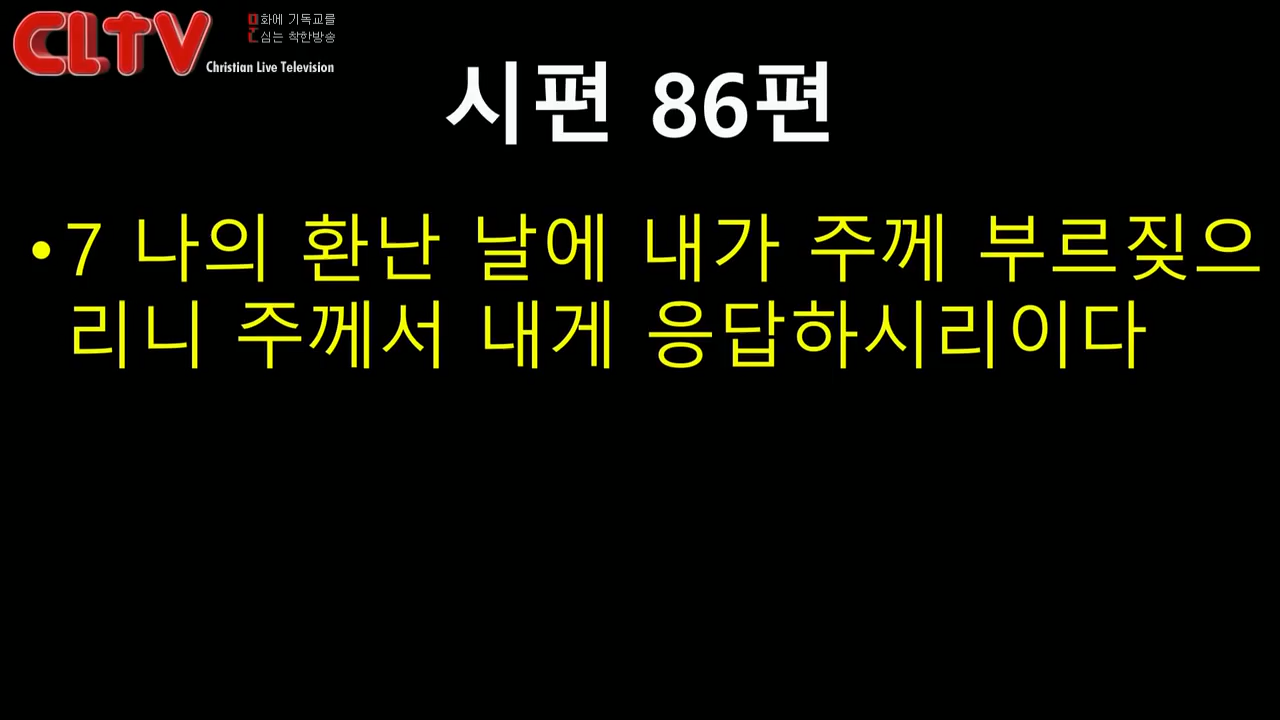 CLTV
문화에 기독교를
심는 착한방송
Christian Live Television
시편 86편
•7 나의 환난 날에 내가 주께 부르짖으
리니 주께서 내게 응답하시리이다